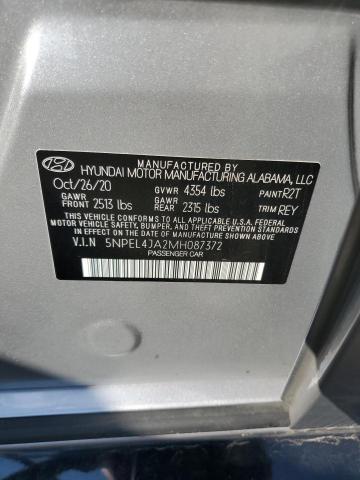 MANUFACTURED BY
HYUNDAI MOTOR MANUFACTURING ALABAMA, LLC
Oct/26/20 GVWR 4354 lbs PAINT R2T
GAWR FRONT 2513 lbs GAWR REAR 2315 lbs TRIM REY
THIS VEHICLE CONFORMS TO ALL APPLICABLE U.S.A. FEDERAL
MOTOR VEHICLE SAFETY, BUMPER, AND THEFT PREVENTION
STANDARDS IN EFFECT ON THE DATE OF MANUFACTURE SHOWN ABOVE.
V.I.N 5NPEL4JA2MH087372
PASSENGER CAR